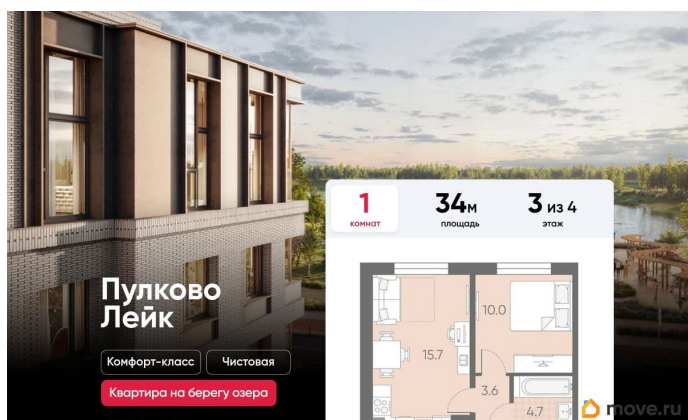 1
комнат
34м
площадь
3 из 4
этаж
Пулково
Лейк
Комфорт-класс
Чистовая
Квартира на берегу озера
10.0
15.7
3.6
4.7
move.ru